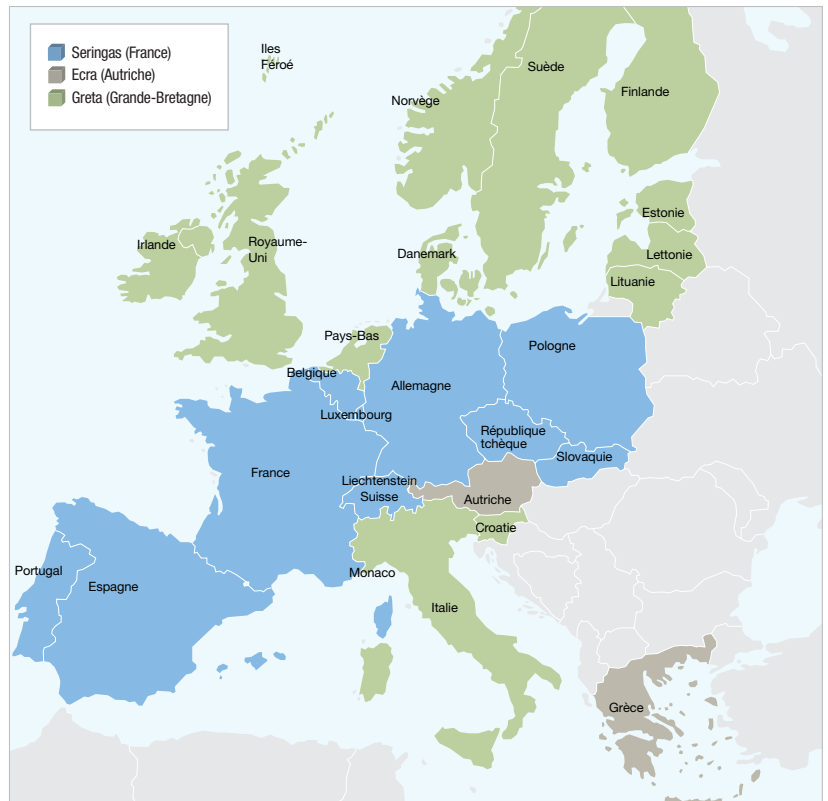 Seringas (France)
Ecra (Autriche)
Greta (Grande-Bretagne)
Iles
Féroé
Suède
Norvège
Finlande
Estonie
Irlande
Royaume-
Uni
Danemark
Lettonie
Lituanie
Pays-Bas
Pologne
Belgique
Allemagne
Luxembourg
République
tchèque
Slovaquie
France
Liechtenstein
Suisse
Autriche
Croatie
Portugal
Espagne
Monaco
Italie
Grèce